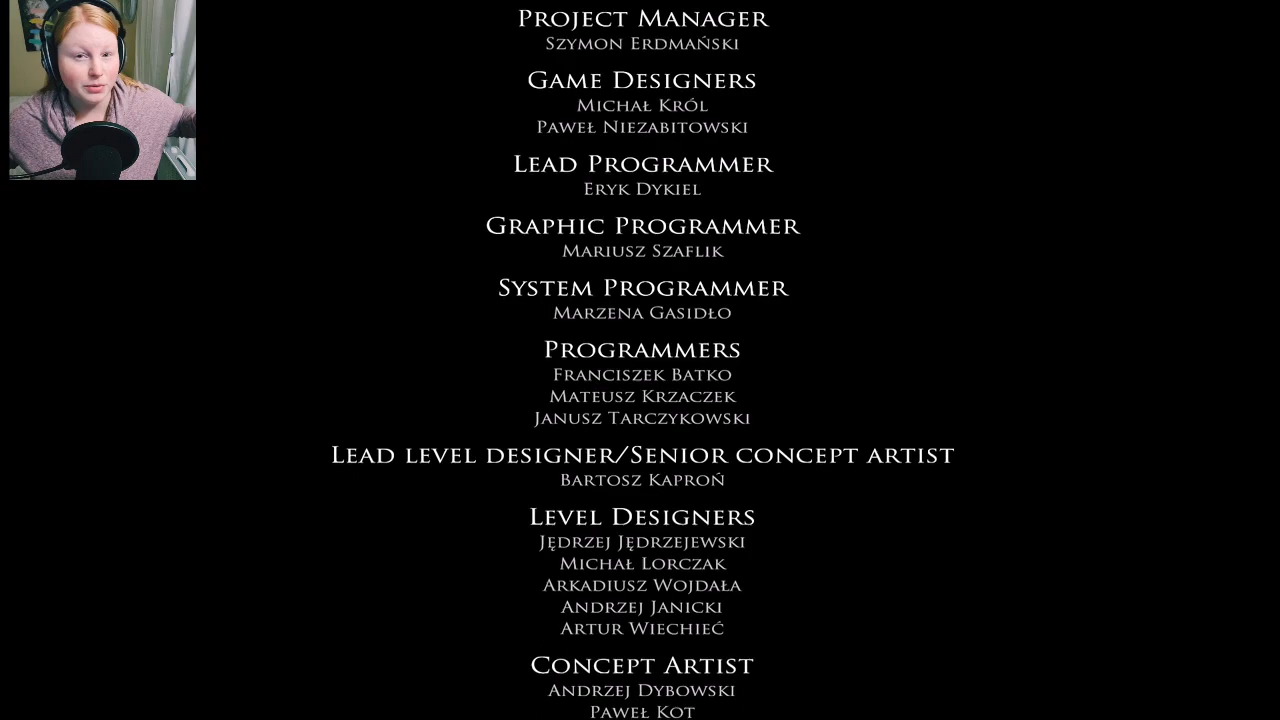 PROJECT MANAGER
SZYMON ERDMAŃSKI
GAME DESIGNERS
MICHAŁ KRÓL
PAWEŁ NIEZABITOWSKI
LEAD PROGRAMMER
ERYK DYKIEL
GRAPHIC PROGRAMMER
MARIUSZ SZAFLIK
SYSTEM PROGRAMMER
MARZENA GASIDŁO
PROGRAMMERS
FRANCISZEK BATKO
MATEUSZ KRZACZEK
JANUSZ TARCZYKOWSKI
LEAD LEVEL DESIGNER/SENIOR CONCEPT ARTIST
BARTOSZ KAPROŃ
LEVEL DESIGNERS
JĘDRZEJ JĘDRZEJEWSKI
MICHAŁ LORCZAK
ARKADIUSZ WOJDAŁA
ANDRZEJ JANICKI
ARTUR WIECHIEĆ
CONCEPT ARTIST
ANDRZEJ DYBOWSKI
PAWEŁ KOT